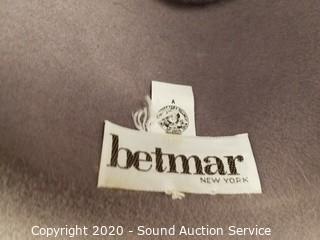 A
betmar
NEW YORK
Copyright 2020 - Sound Auction Service